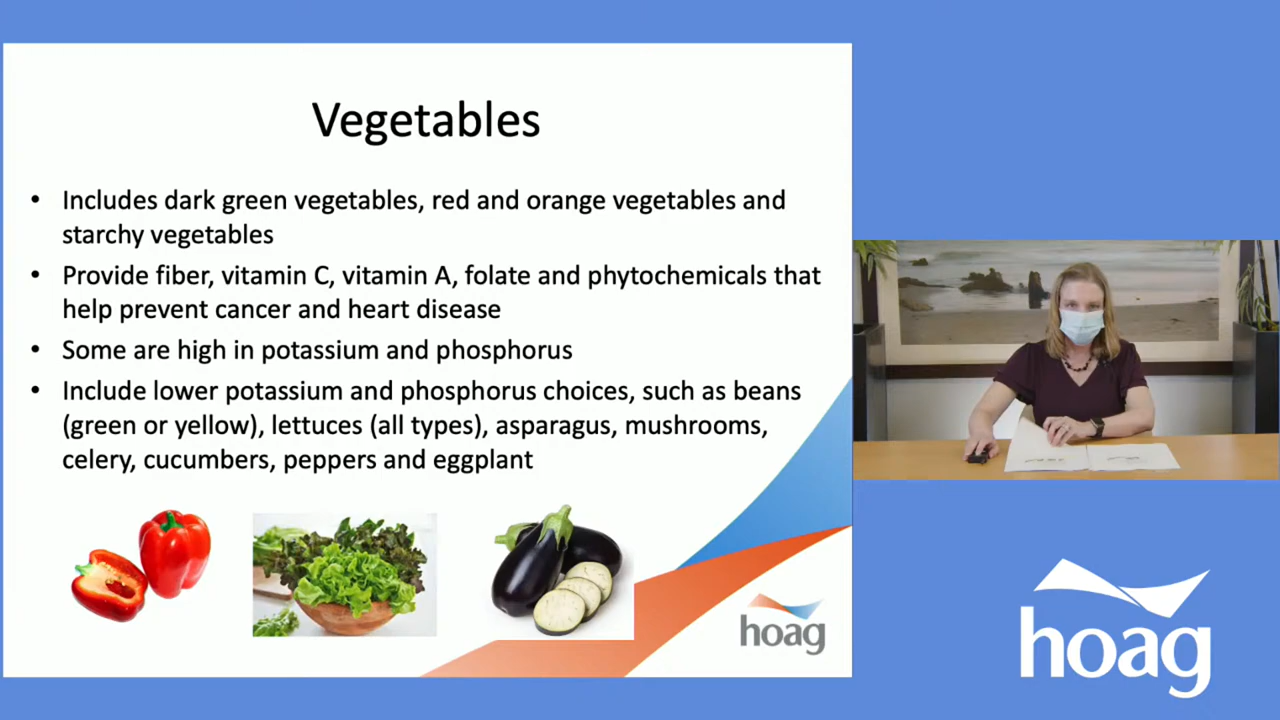 Vegetables
• Includes dark green vegetables, red and orange vegetables and
starchy vegetables
• Provide fiber, vitamin C, vitamin A, folate and phytochemicals that
help prevent cancer and heart disease
• Some are high in potassium and phosphorus
• Include lower potassium and phosphorus choices, such as beans
(green or yellow), lettuces (all types), asparagus, mushrooms,
celery, cucumbers, peppers and eggplant
hoag
hoag